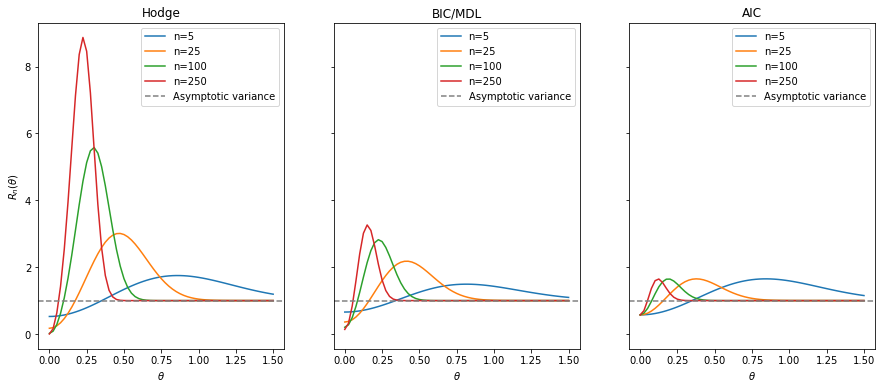 Hodge
n=5
n=25
n=100
n=250
Asymptotic variance
8
6
4
2
0
Rₙ(θ)
0.00 0.25 0.50 0.75 1.00 1.25 1.50
θ
BIC/MDL
n=5
n=25
n=100
n=250
Asymptotic variance
0.00 0.25 0.50 0.75 1.00 1.25 1.50
θ
AIC
n=5
n=25
n=100
n=250
Asymptotic variance
0.00 0.25 0.50 0.75 1.00 1.25 1.50
θ